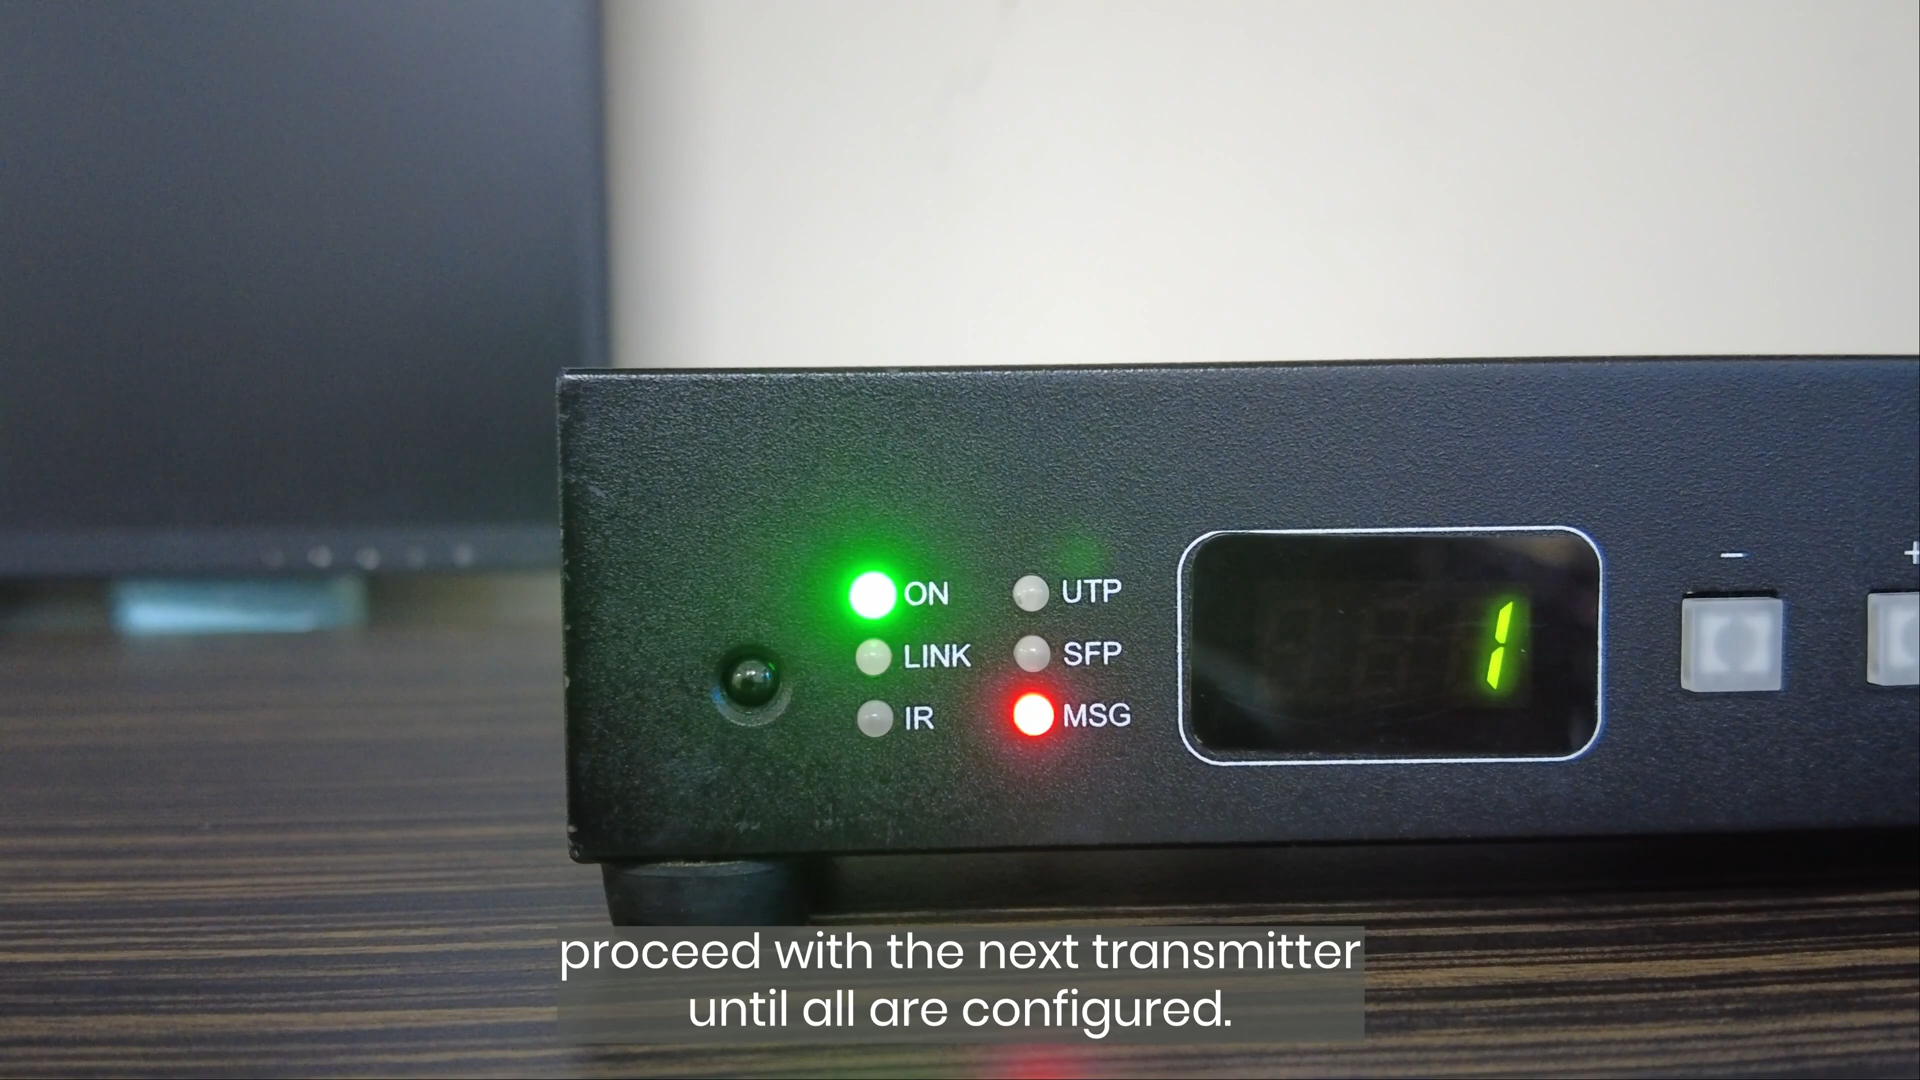 ON
UTP
LINK
SFP
IR
MSG
1
−
+
proceed with the next transmitter
until all are configured.